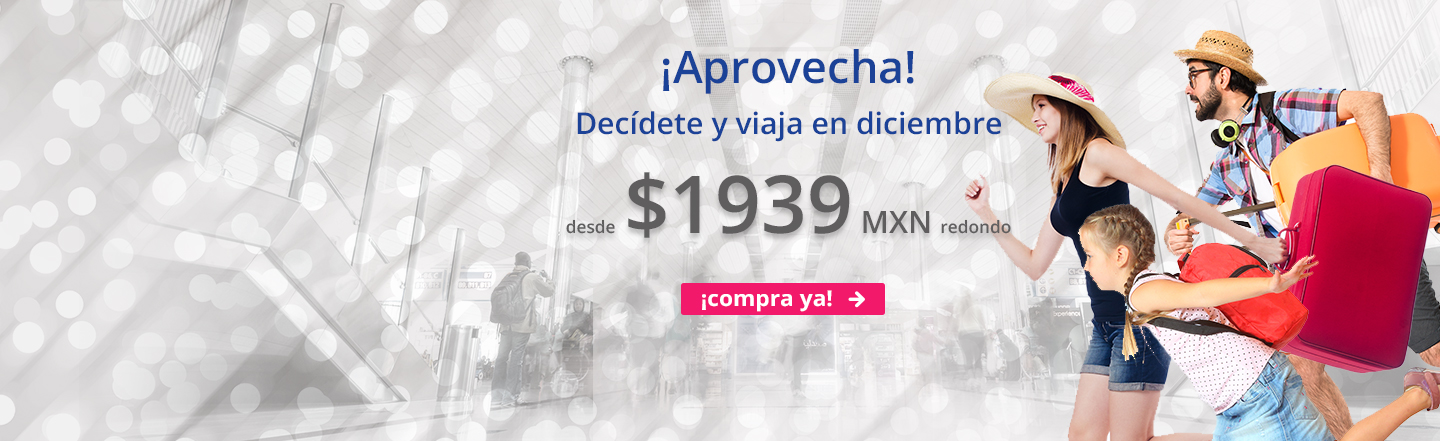 ¡Aprovecha!
Decídete y viaja en diciembre
desde $1939 MXN redondo
¡compra ya!